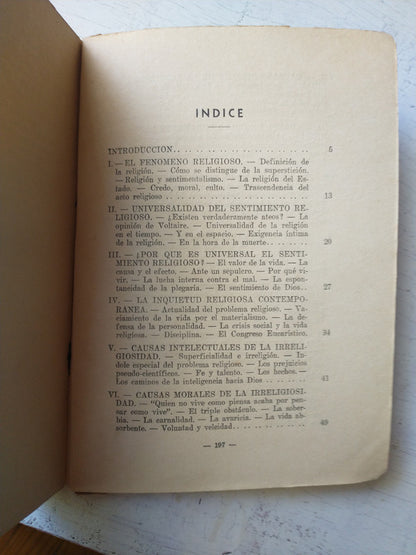 INDICE
INTRODUCCION .. .. .. .. .. .. .. .. .. .. .. 5
I. — EL FENOMENO RELIGIOSO. — Definición de
la religión. — Cómo se distingue de la superstición.
— Religión y sentimentalismo. — La religión del Es-
tado. — Credo, moral, culto. — Trascendencia del
acto religioso .. .. .. .. .. .. .. .. .. .. 13
II. — UNIVERSALIDAD DEL SENTIMIENTO RE-
LIGIOSO. — ¿Existen verdaderamente ateos? — La
opinión de Voltaire. — Universalidad de la religión
en el tiempo. — Y en el espacio. — Exigencia íntima
de la religión. — En la hora de la muerte .. .. .. 20
III. — ¿POR QUE ES UNIVERSAL EL SENTI-
MIENTO RELIGIOSO? — El valor de la vida. — La
causa y el efecto. — Ante un sepulcro. — Por qué vi-
vir. — La lucha interna contra el mal. — La espon-
taneidad de la plegaria. — El sentimiento de Dios .. 27
IV. — LA INQUIETUD RELIGIOSA CONTEMPO-
RANEA. — Actualidad del problema religioso. — Va-
ciamiento de la vida por el materialismo. — La de-
fensa de la personalidad. — La crisis social y la vida
religiosa. — Disciplina. — El Congreso Eucarístico. 34
V. — CAUSAS INTELECTUALES DE LA IRRELI-
GIOSIDAD. — Superficialidad e irreligión. — In-
dole especial del problema religioso. — Los prejuicios
pseudo-científicos. — Fe y talento. — Los hechos. —
Los caminos de la inteligencia hacia Dios .. .. .. 41
VI. — CAUSAS MORALES DE LA IRRELIGIOSI-
DAD. — "Quien no vive como piensa acaba por pen-
sar como vive". — El triple obstáculo. — La sober-
bia. — La carnalidad. — La avaricia. — La vida ab-
sorbente. — Voluntad y veleidad .. .. .. .. .. 49
— 197 —